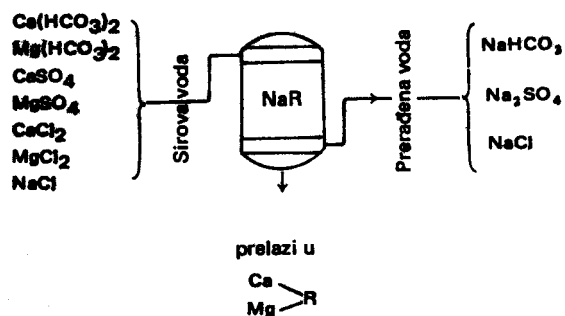 Ca(HCO₃)₂
Mg(HCO₃)₂
CaSO₄
MgSO₄
CaCl₂
MgCl₂
NaCl
Sirova voda
NaR
Prerađena voda
NaHCO₃
Na₂SO₄
NaCl
prelazi u
Ca
R
Mg